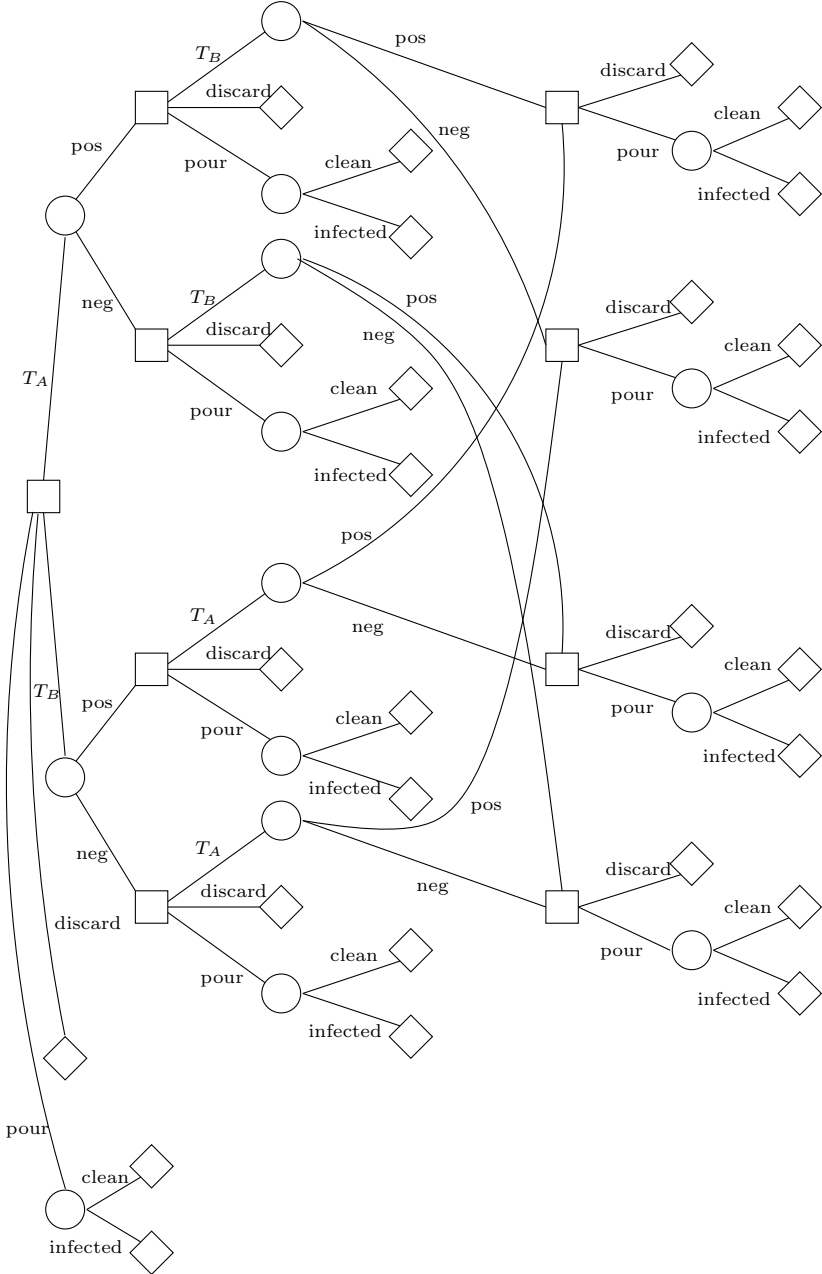 pos
T_B
discard
discard
clean
neg
pos
pour
clean
pour
infected
infected
T_B
pos
discard
neg
discard
neg
clean
T_A
clean
pour
pour
infected
infected
pos
T_A
neg
discard
discard
clean
T_B
pos
clean
pour
pour
infected
infected
pos
T_A
neg
discard
neg
discard
clean
discard
pour
clean
pour
infected
infected
pour
clean
infected